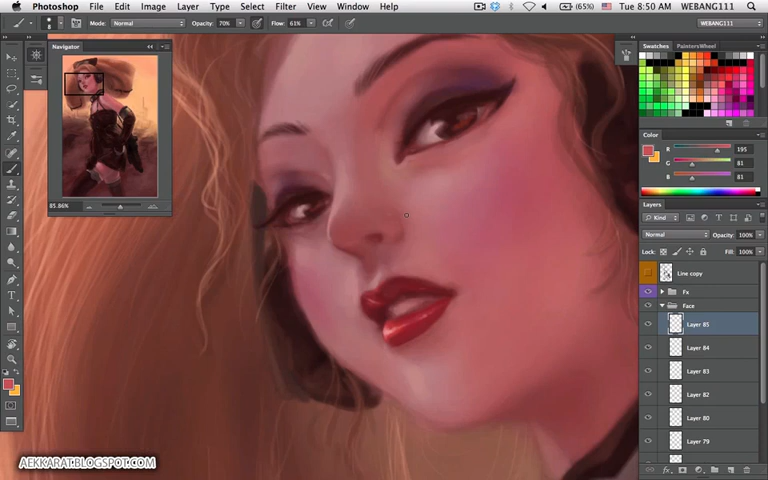 Photoshop File Edit Image Layer Type Select Filter View Window Help (65%) Tue 8:50 AM WEBANG111
8 Mode: Normal Opacity: 70% Flow: 61%
Navigator
85.86%
Swatches PaintersWheel
Color
R 195
G 81
B 81
Layers
Kind
Normal Opacity: 100%
Lock: Fill: 100%
Line copy
Fx
Face
Layer 85
Layer 84
Layer 83
Layer 82
Layer 80
Layer 79
AEKKARAT.BLOGSPOT.COM